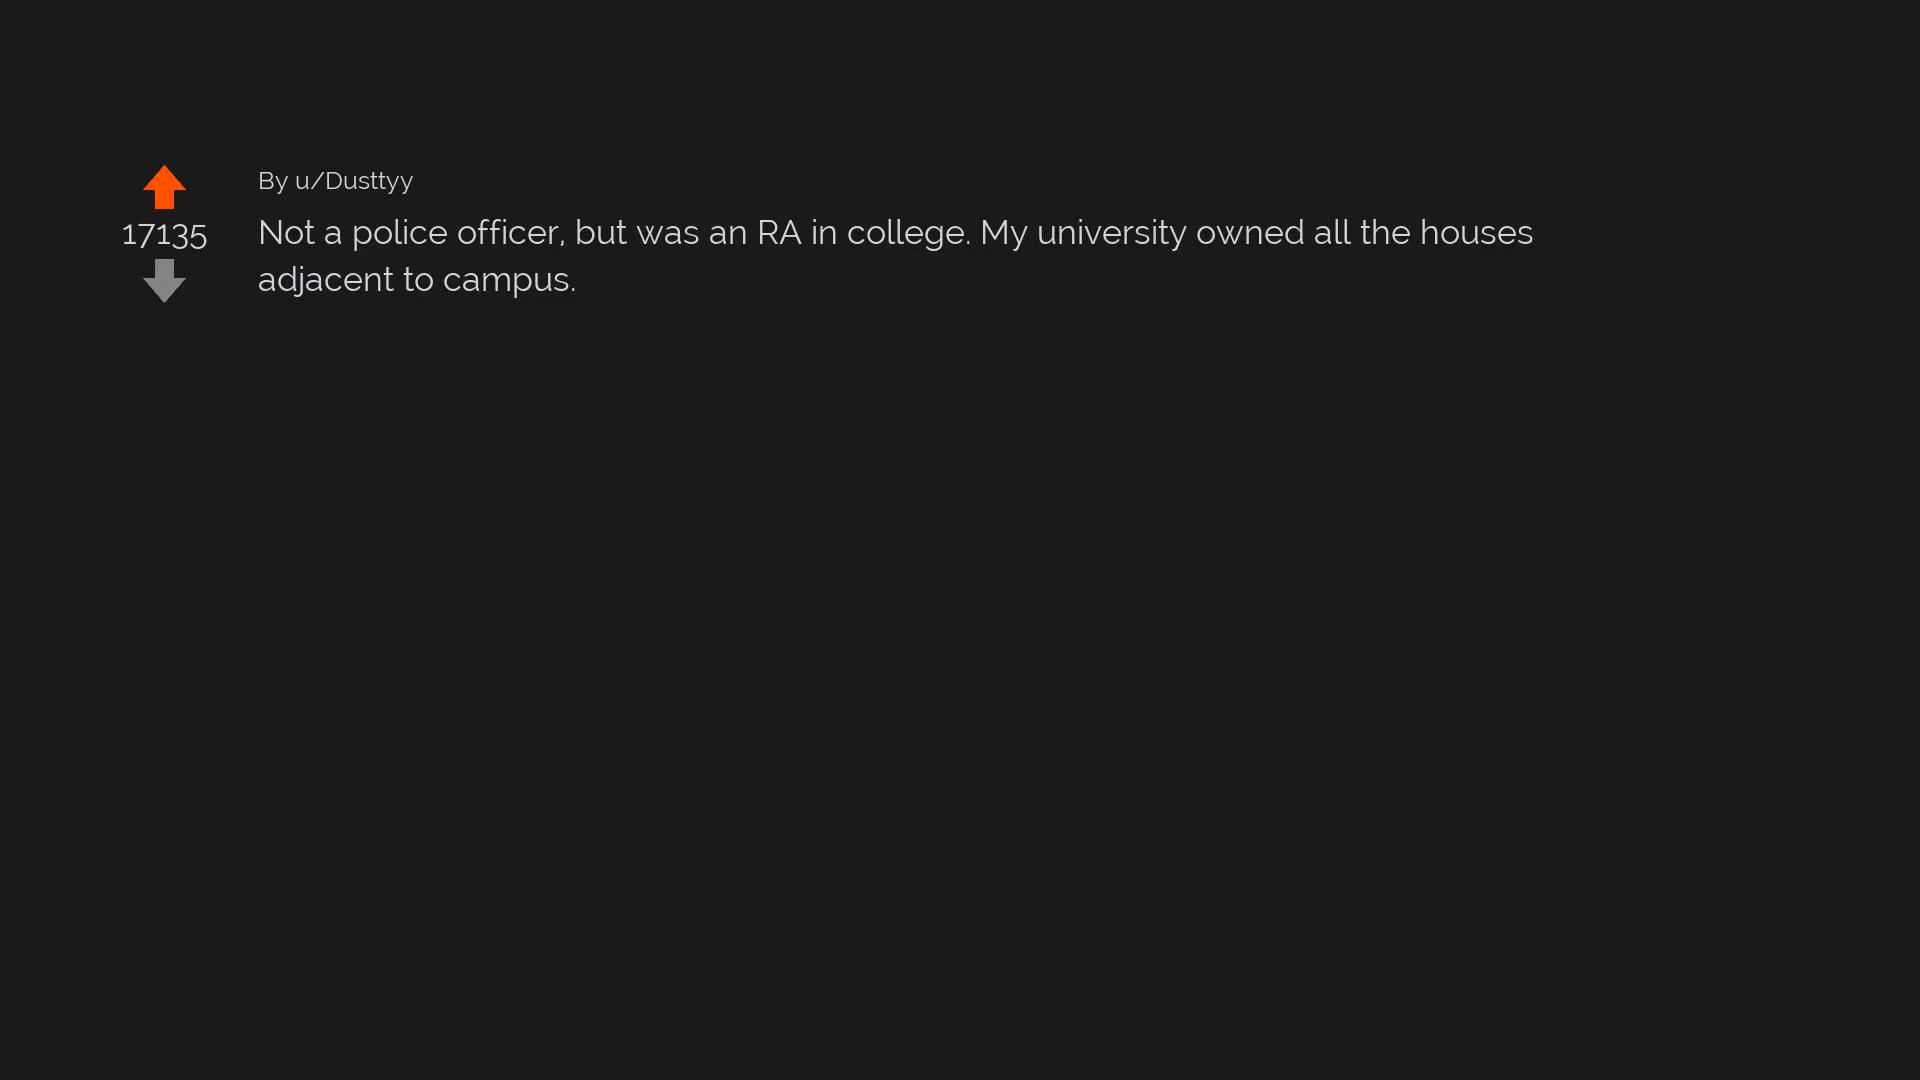 By u/Dusttyy
17135
Not a police officer, but was an RA in college. My university owned all the houses
adjacent to campus.